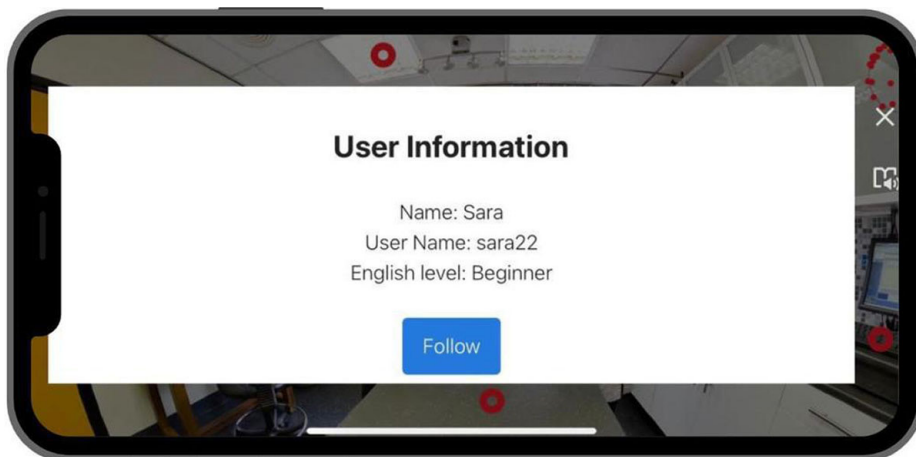 User Information
Name: Sara
User Name: sara22
English level: Beginner
Follow